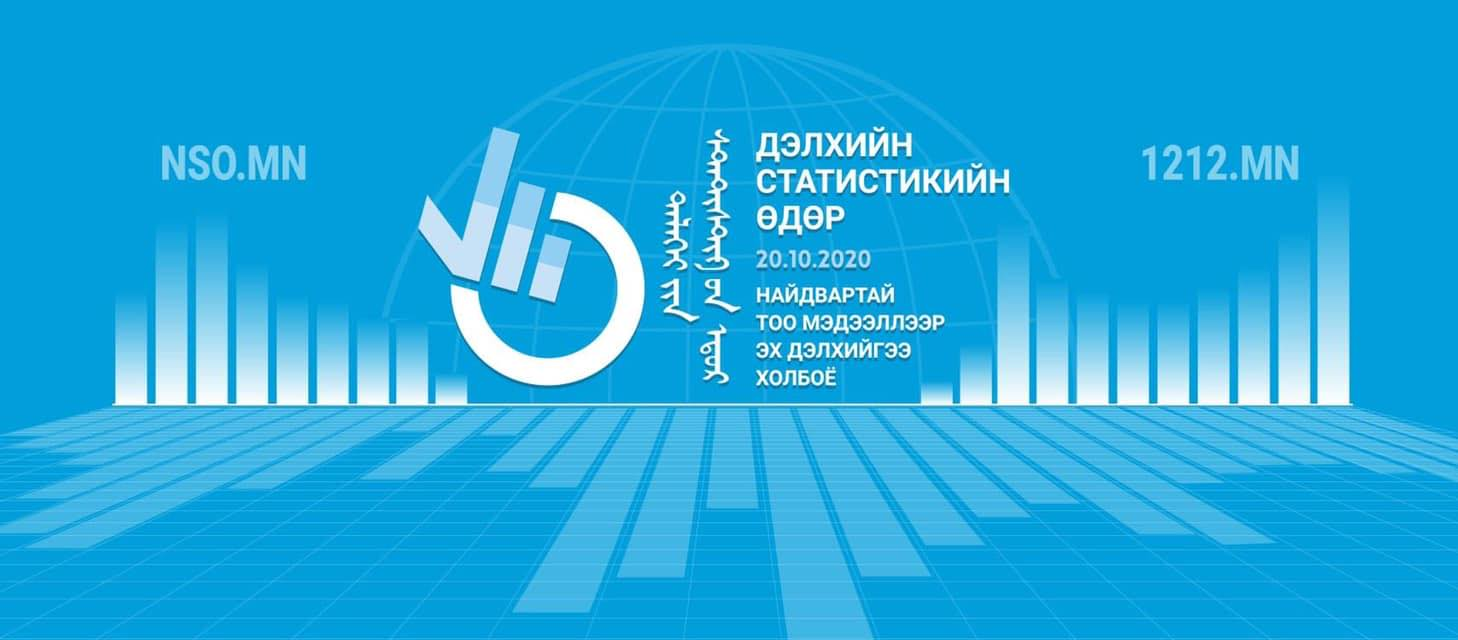 NSO.MN
ДЭЛХИЙН
СТАТИСТИКИЙН
ӨДӨР
20.10.2020
НАЙДВАРТАЙ
ТОО МЭДЭЭЛЛЭЭР
ЭХ ДЭЛХИЙГЭЭ
ХОЛБОЁ
1212.MN